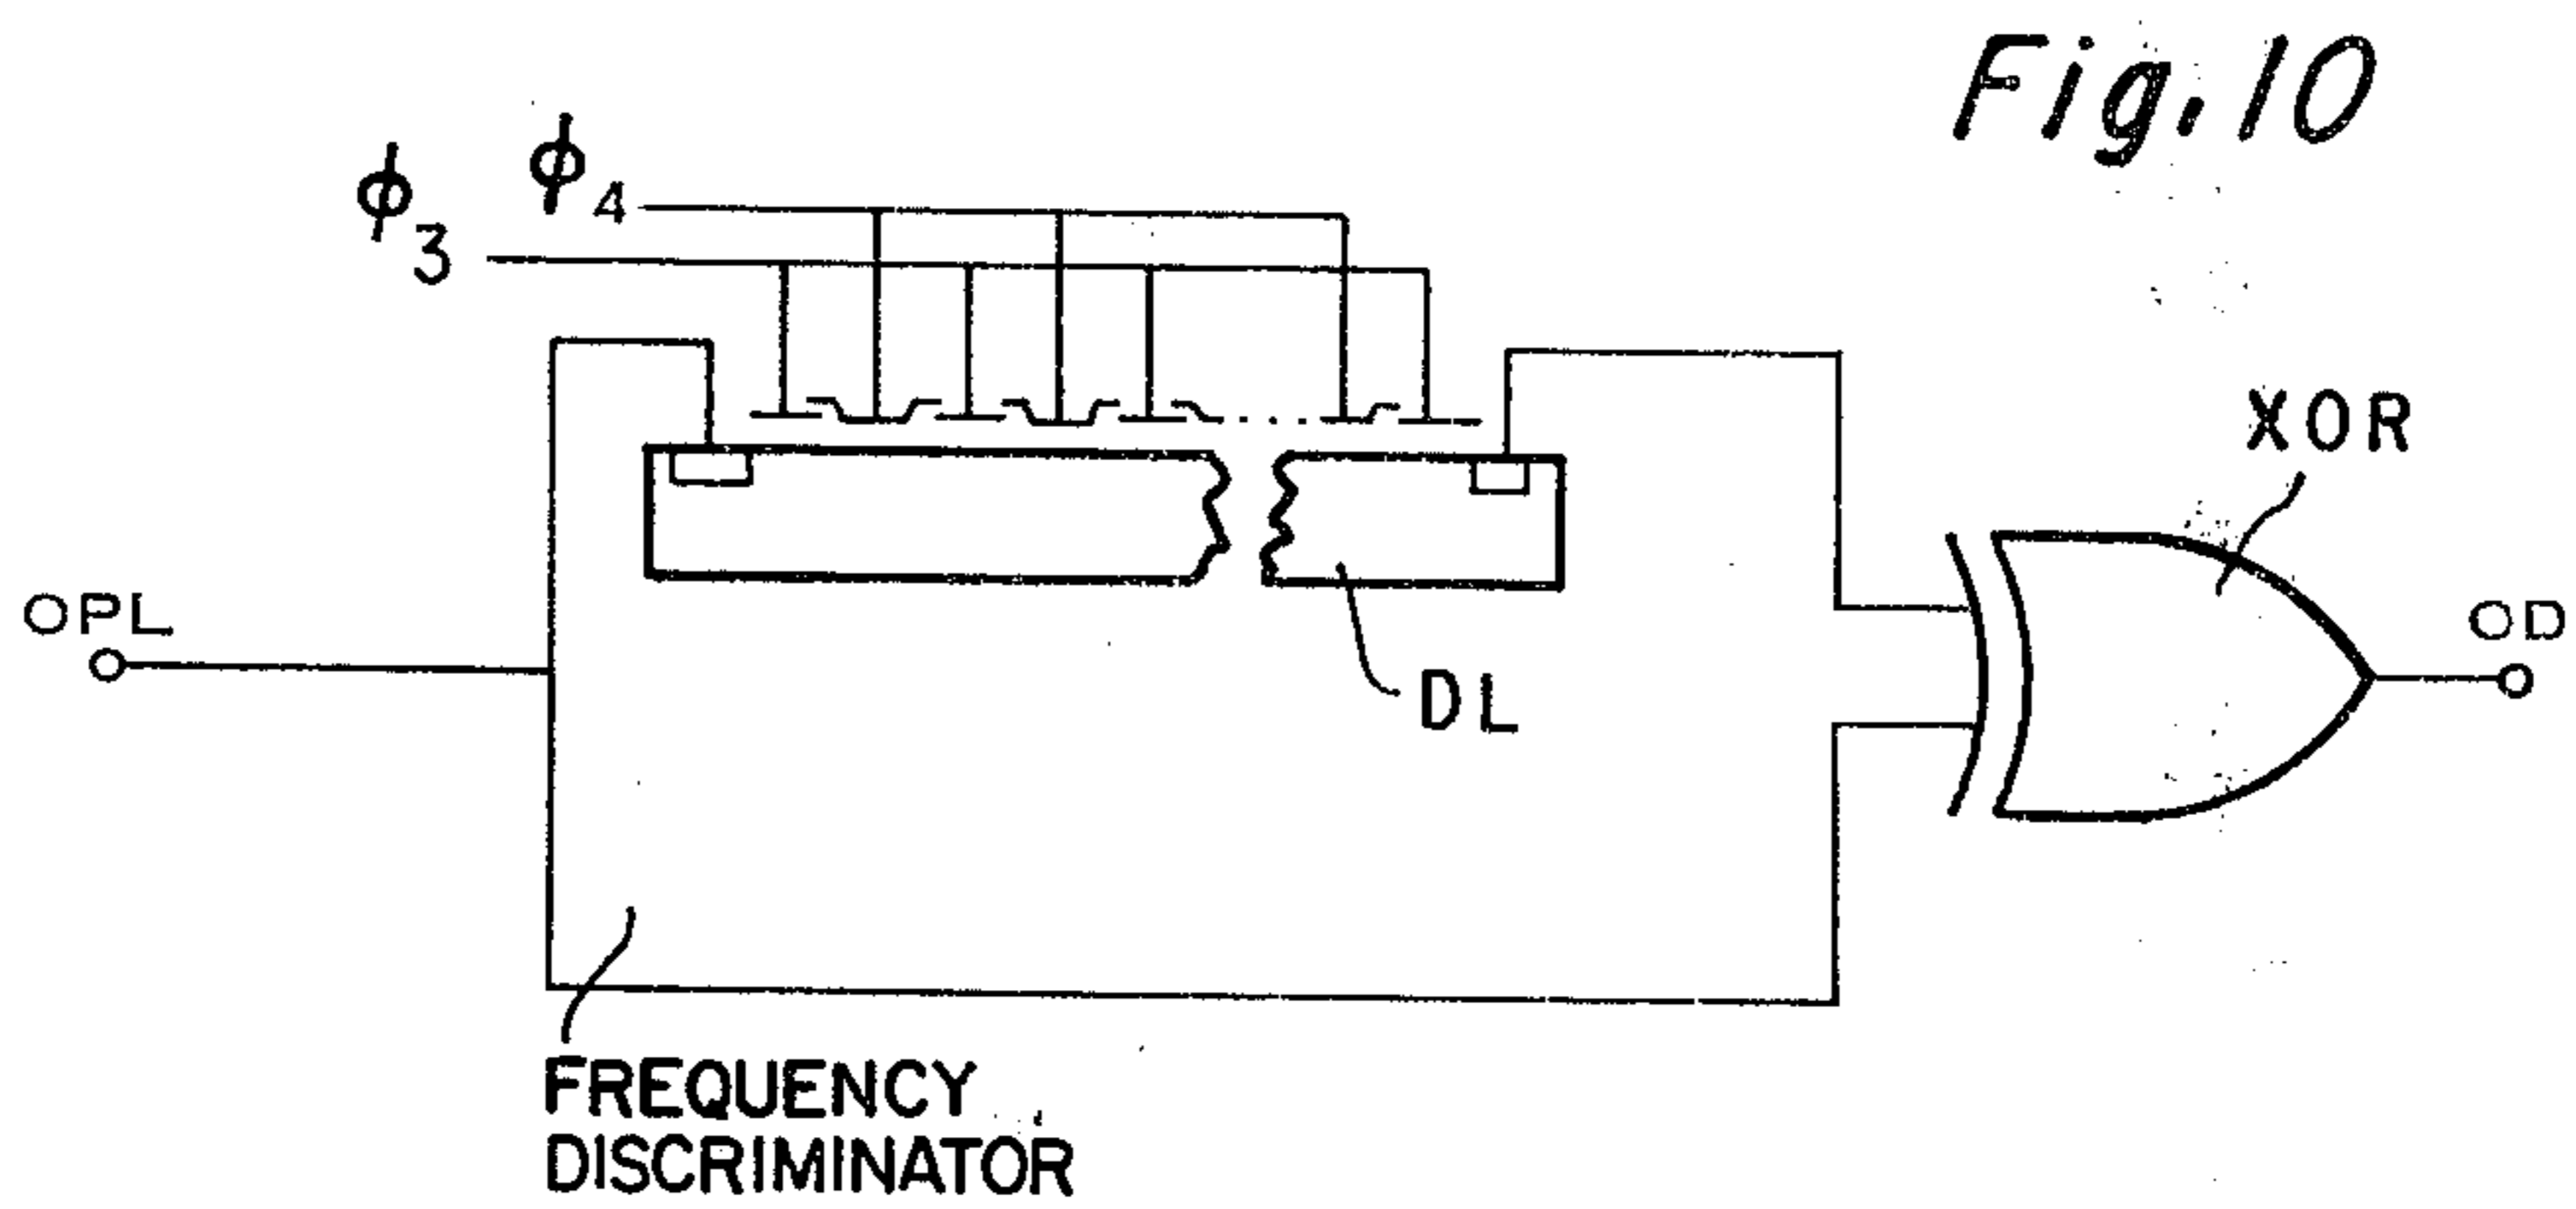 Fig.10
ϕ4
ϕ3
XOR
OPL
OD
DL
FREQUENCY
DISCRIMINATOR